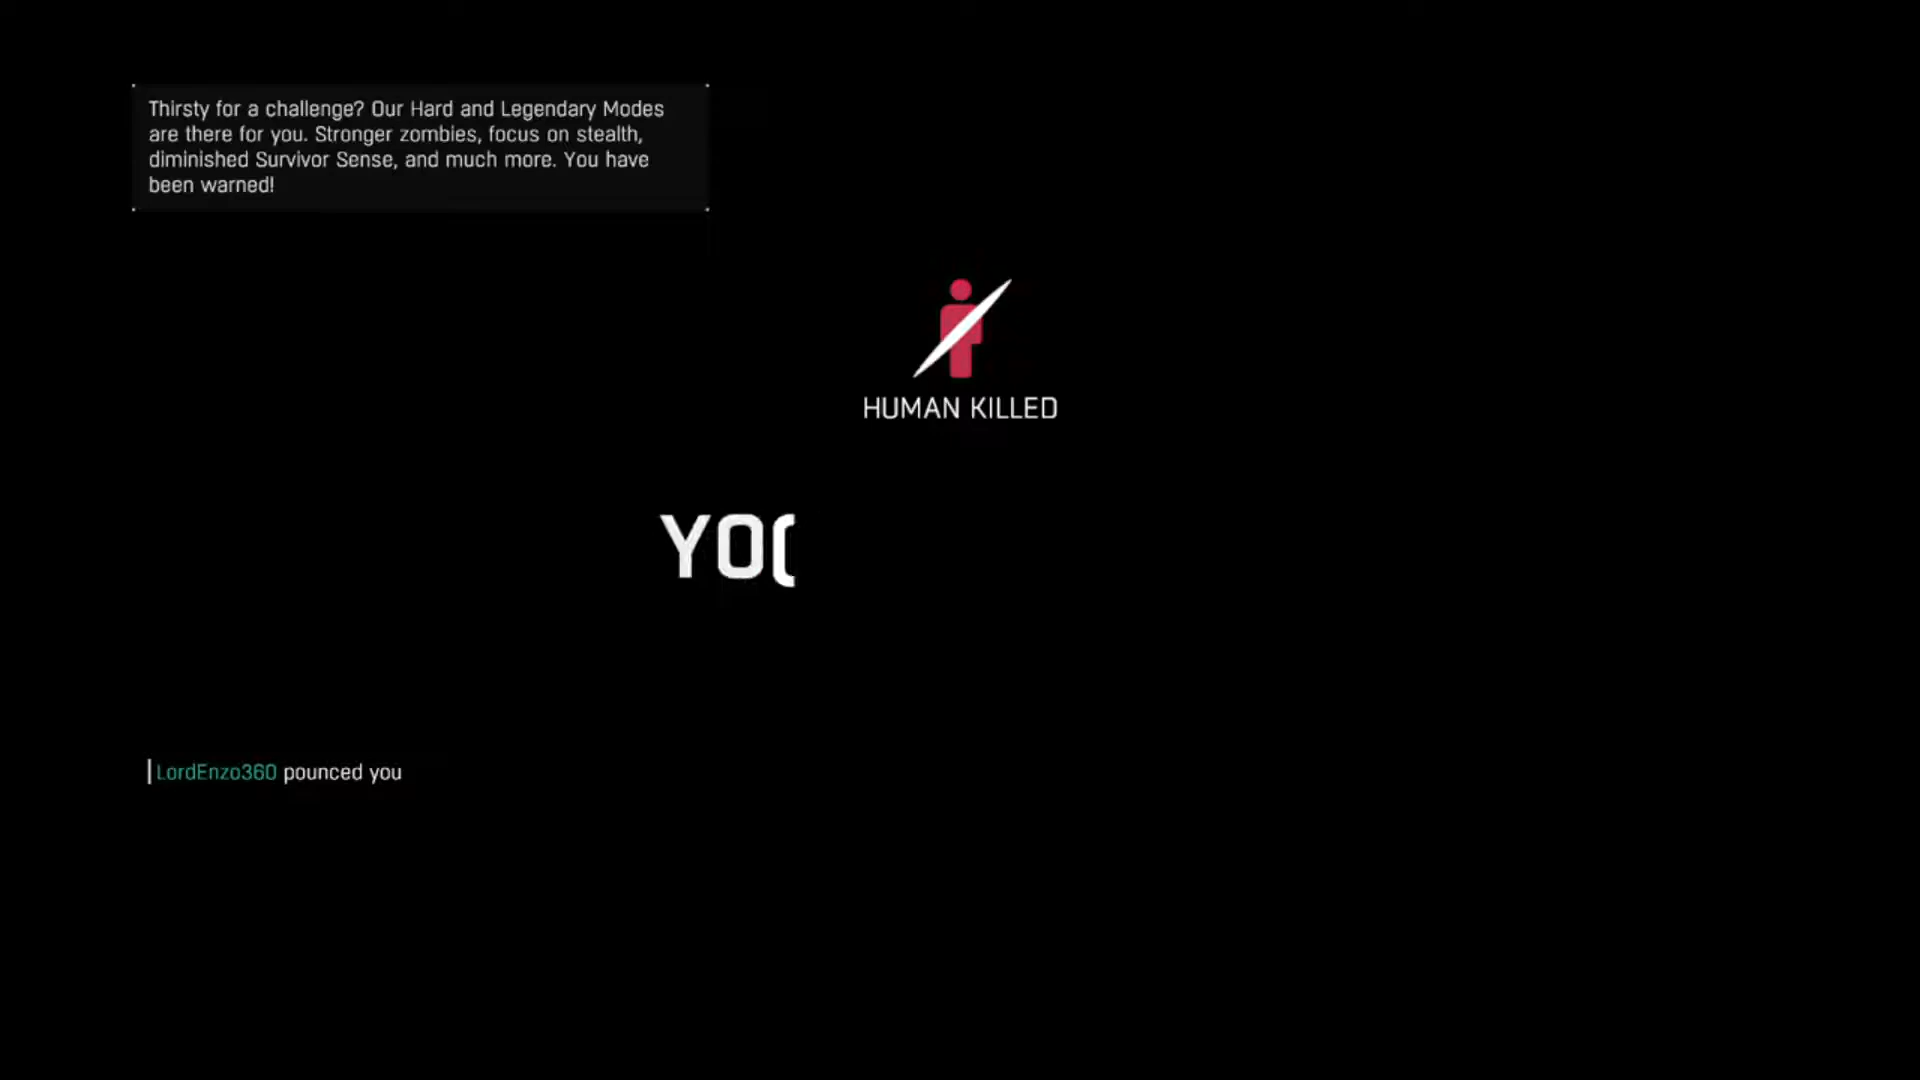 Thirsty for a challenge? Our Hard and Legendary Modes
are there for you. Stronger zombies, focus on stealth,
diminished Survivor Sense, and much more. You have
been warned!
HUMAN KILLED
LordEnzo360 pounced you